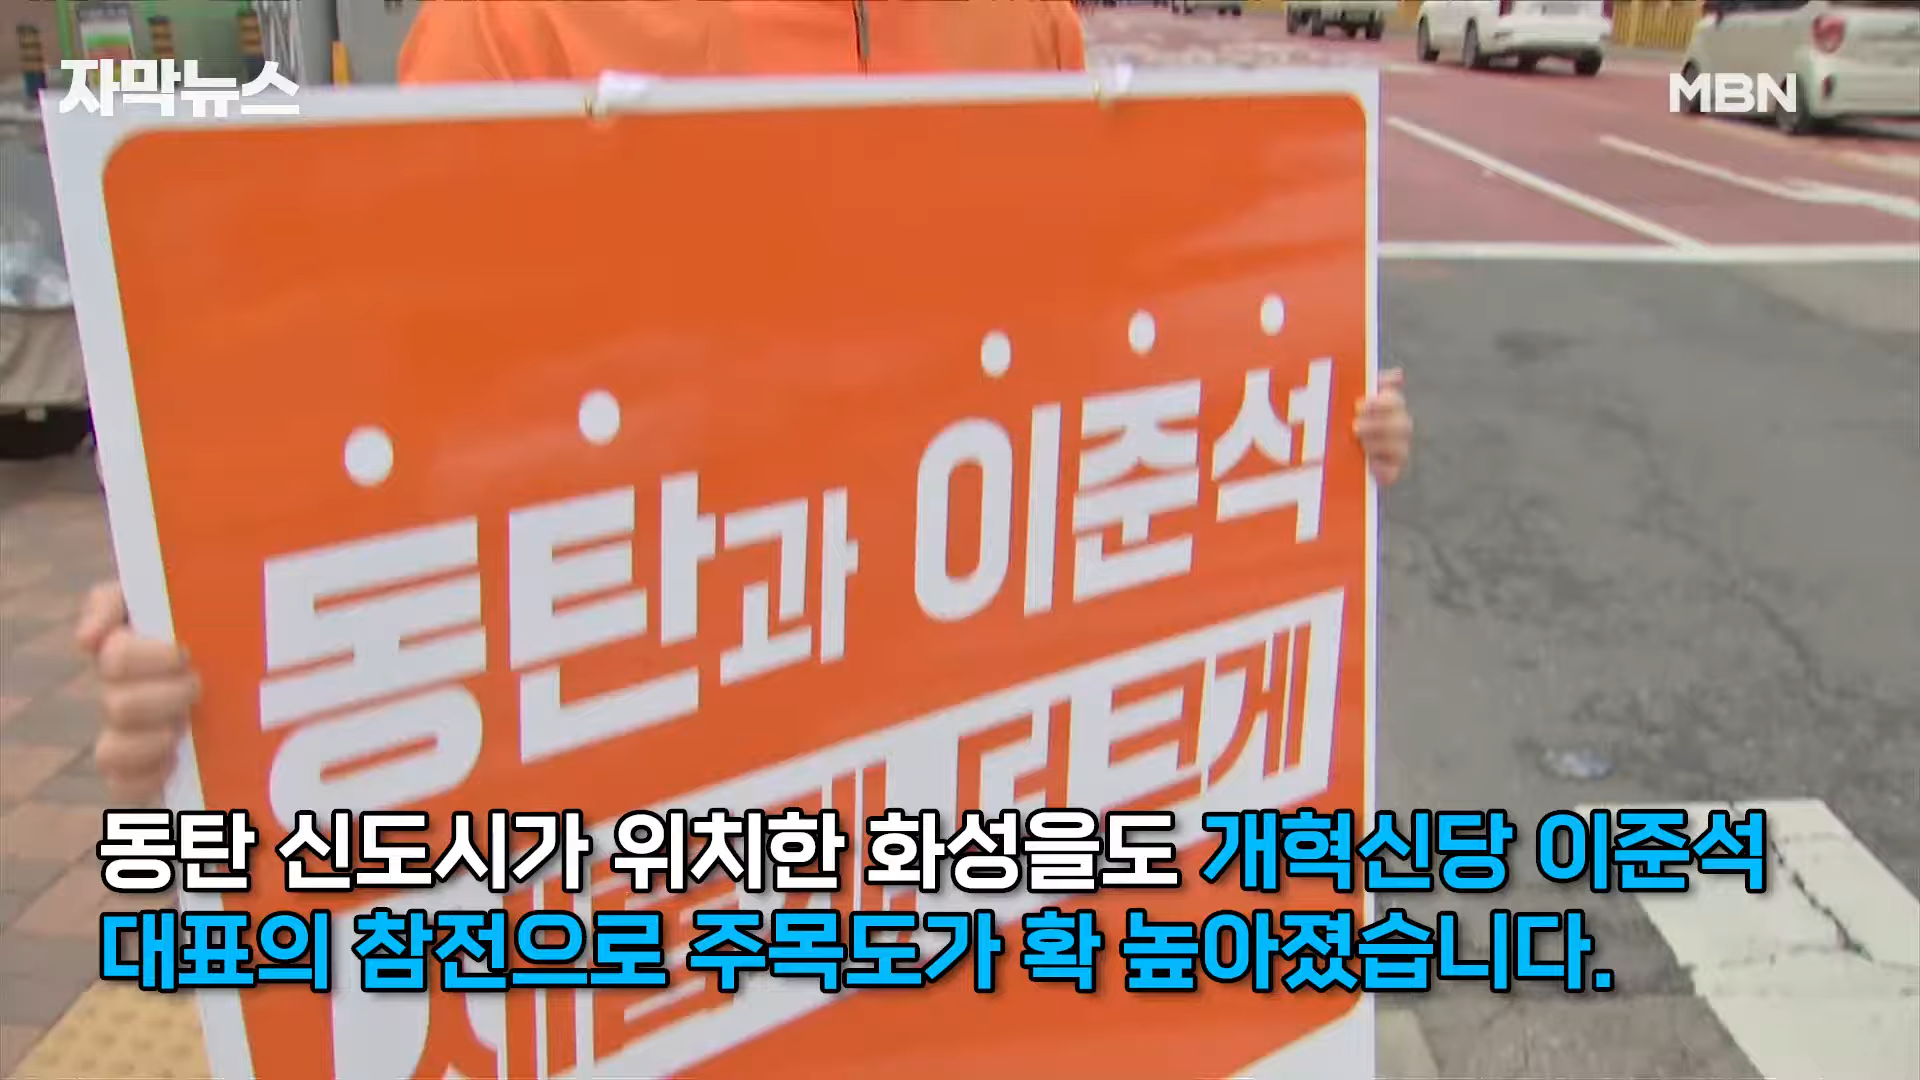 자막뉴스
MBN
동탄과 이준석
동탄 신도시가 위치한 화성을도 개혁신당 이준석
대표의 참전으로 주목도가 확 높아졌습니다.